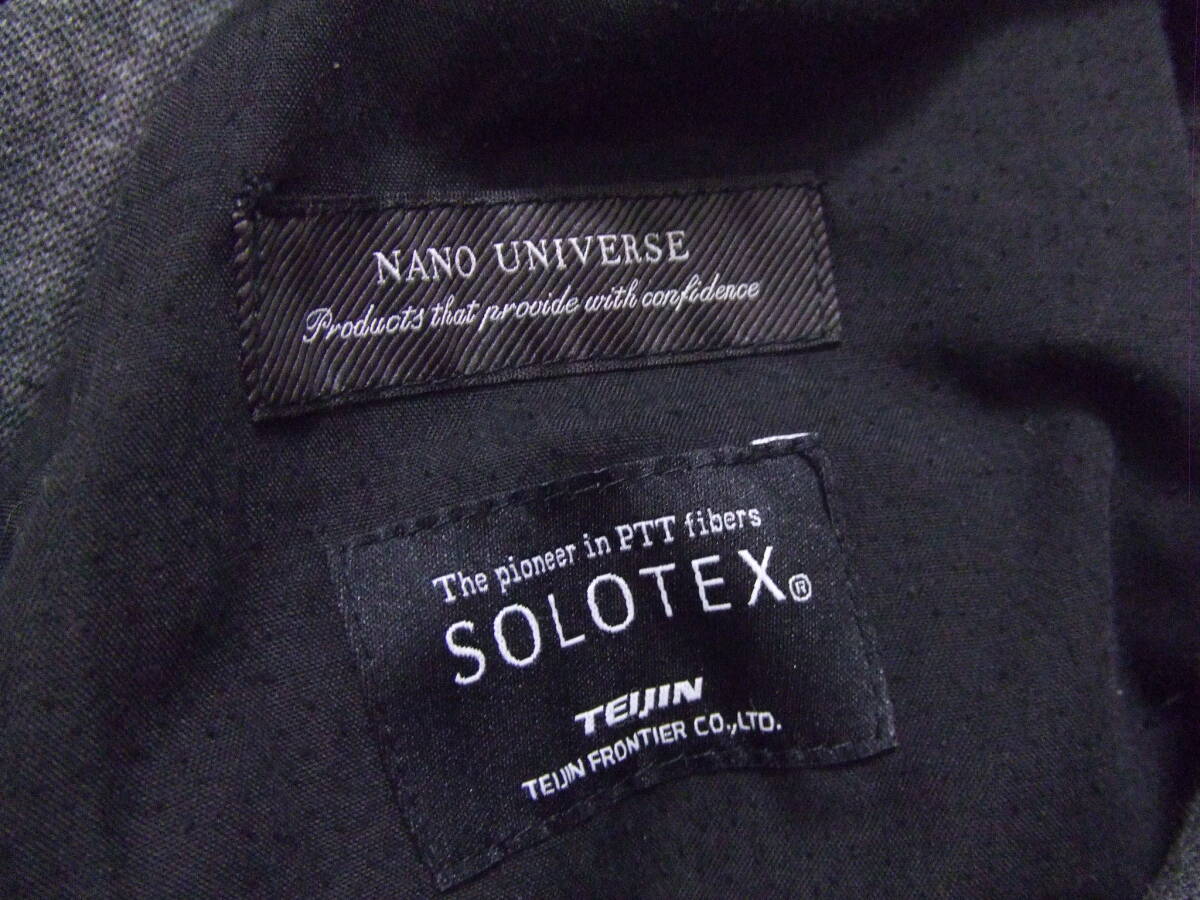 NANO UNIVERSE
Products that provide with confidence
The pioneer in PTT fibers
SOLOTEX®
TEIJIN
TEIJIN FRONTIER CO.,LTD.